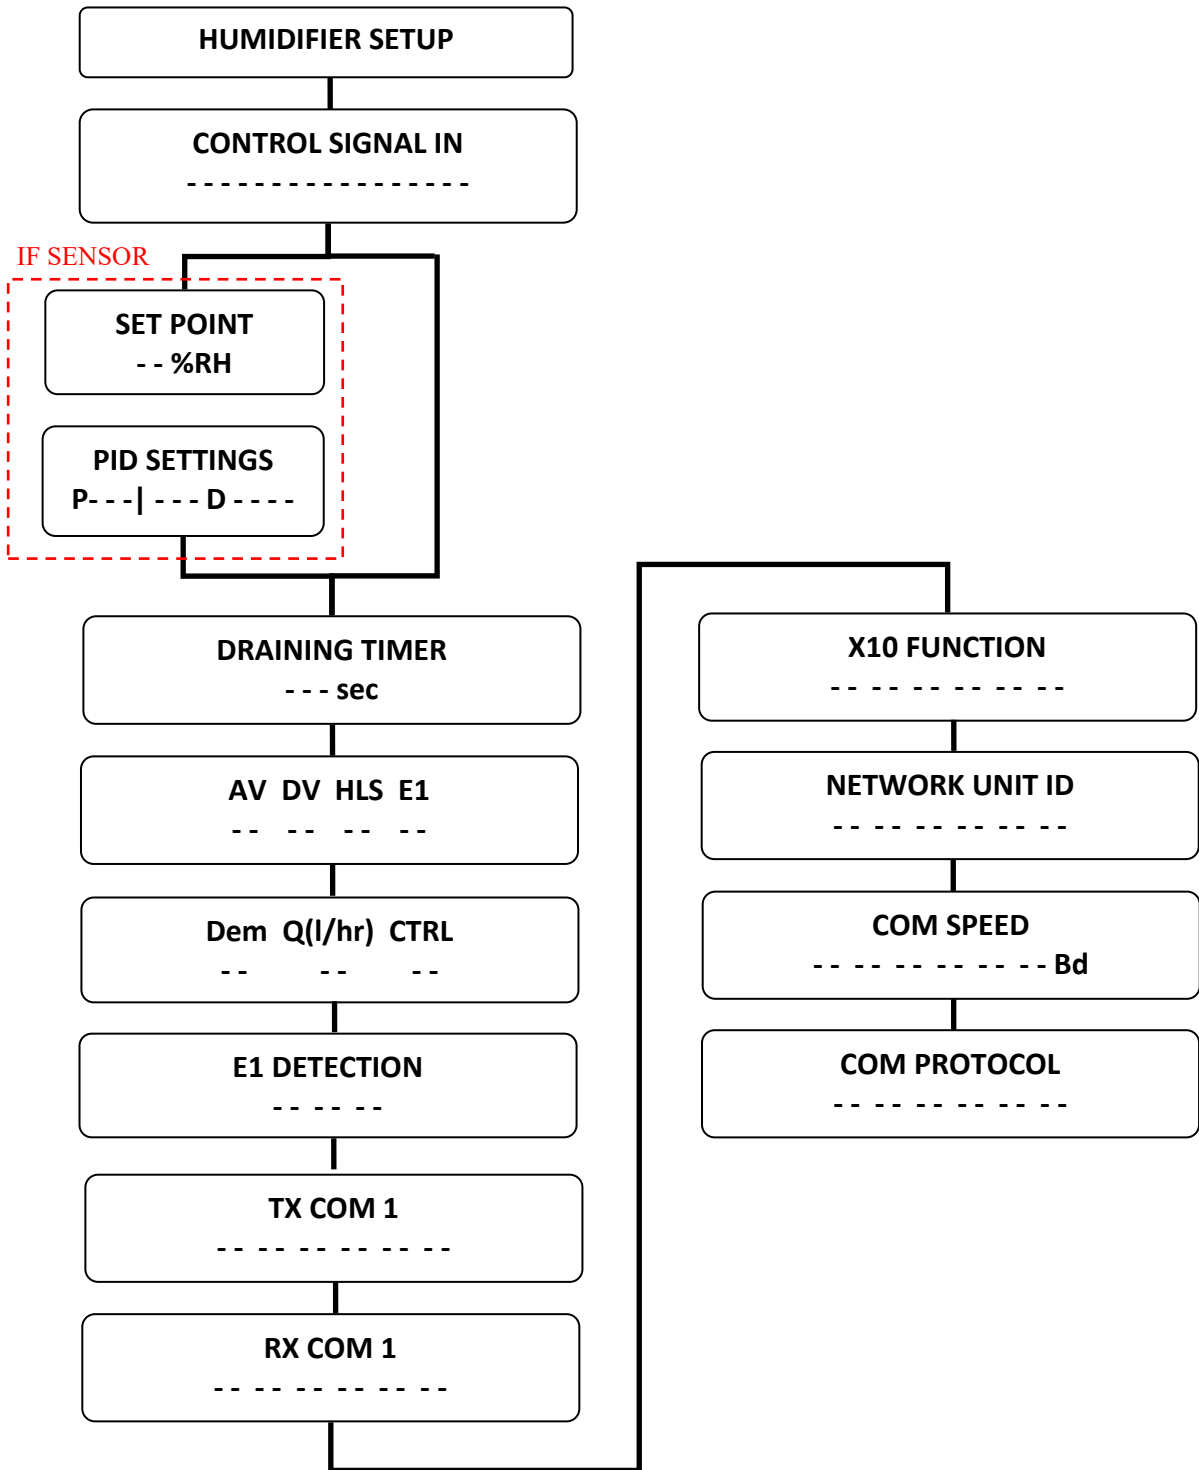 HUMIDIFIER SETUP
CONTROL SIGNAL IN
- - - - - - - - - - - - - - - - -
IF SENSOR
SET POINT
- - %RH
PID SETTINGS
P- - -| - - - D - - - -
DRAINING TIMER
- - - sec
AV DV HLS E1
- - - - - - - -
Dem Q(l/hr) CTRL
- - - - - -
E1 DETECTION
- - - - - -
TX COM 1
- - - - - - - - - - - -
RX COM 1
- - - - - - - - - - - -
X10 FUNCTION
- - - - - - - - - - - -
NETWORK UNIT ID
- - - - - - - - - - - -
COM SPEED
- - - - - - - - - - - - Bd
COM PROTOCOL
- - - - - - - - - - - -